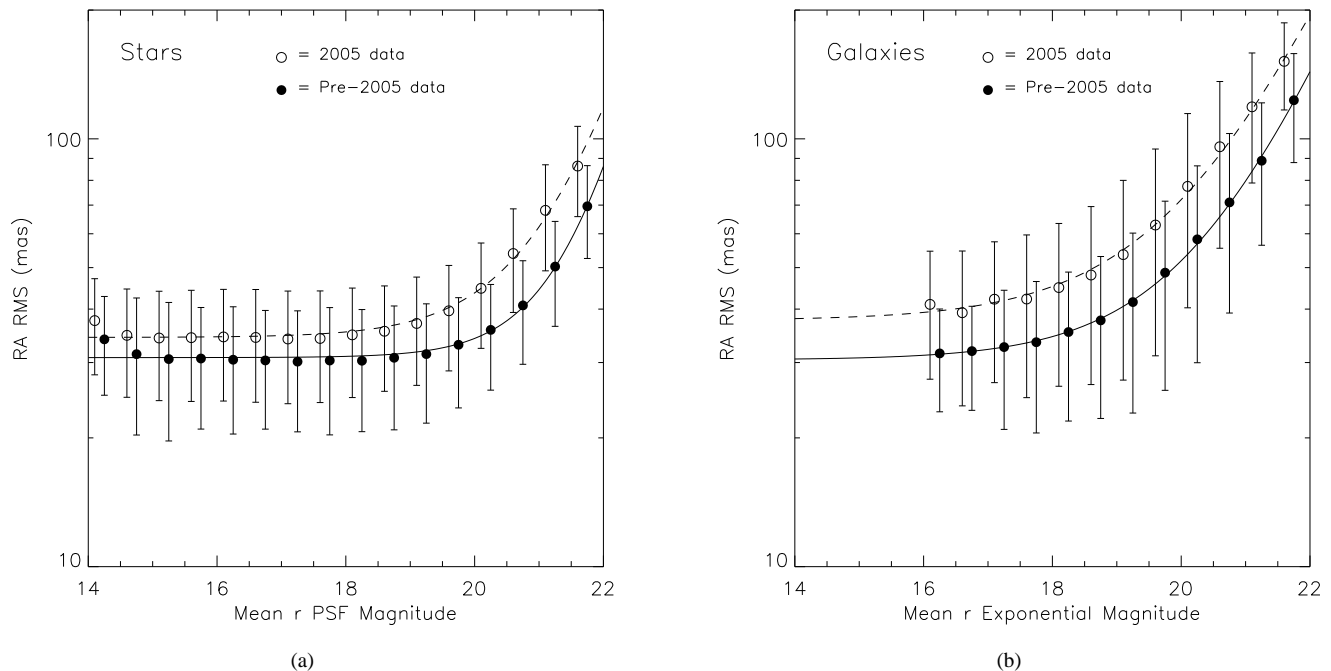 Stars
○ = 2005 data
● = Pre-2005 data
100
10
RA RMS (mas)
14 16 18 20 22
Mean r PSF Magnitude
(a)
Galaxies
○ = 2005 data
● = Pre-2005 data
100
10
RA RMS (mas)
14 16 18 20 22
Mean r Exponential Magnitude
(b)